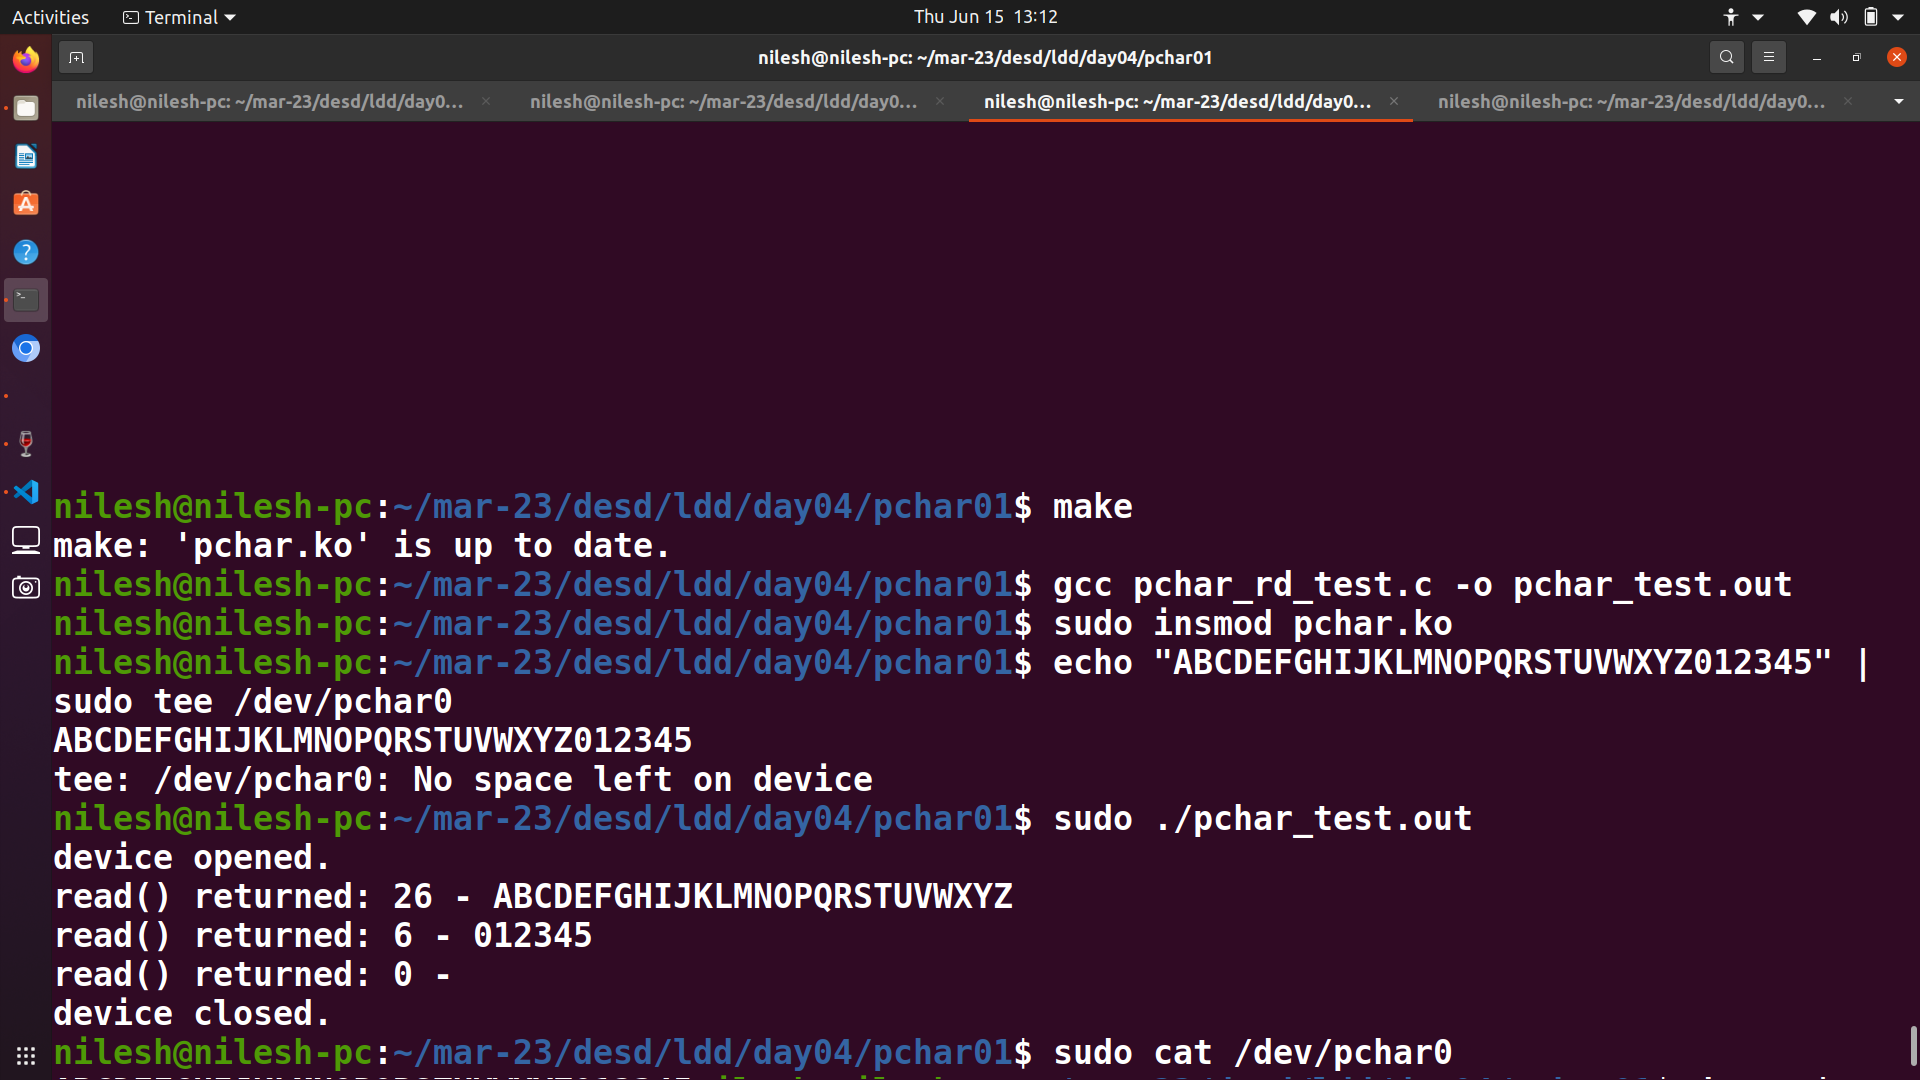 Activities
Terminal
Thu Jun 15 13:12
nilesh@nilesh-pc: ~/mar-23/desd/ldd/day04/pchar01
nilesh@nilesh-pc: ~/mar-23/desd/ldd/day0...
nilesh@nilesh-pc: ~/mar-23/desd/ldd/day0...
nilesh@nilesh-pc: ~/mar-23/desd/ldd/day0...
nilesh@nilesh-pc: ~/mar-23/desd/ldd/day0...
nilesh@nilesh-pc:~/mar-23/desd/ldd/day04/pchar01$ make
make: 'pchar.ko' is up to date.
nilesh@nilesh-pc:~/mar-23/desd/ldd/day04/pchar01$ gcc pchar_rd_test.c -o pchar_test.out
nilesh@nilesh-pc:~/mar-23/desd/ldd/day04/pchar01$ sudo insmod pchar.ko
nilesh@nilesh-pc:~/mar-23/desd/ldd/day04/pchar01$ echo "ABCDEFGHIJKLMNOPQRSTUVWXYZ012345" |
sudo tee /dev/pchar0
ABCDEFGHIJKLMNOPQRSTUVWXYZ012345
tee: /dev/pchar0: No space left on device
nilesh@nilesh-pc:~/mar-23/desd/ldd/day04/pchar01$ sudo ./pchar_test.out
device opened.
read() returned: 26 - ABCDEFGHIJKLMNOPQRSTUVWXYZ
read() returned: 6 - 012345
read() returned: 0 -
device closed.
nilesh@nilesh-pc:~/mar-23/desd/ldd/day04/pchar01$ sudo cat /dev/pchar0